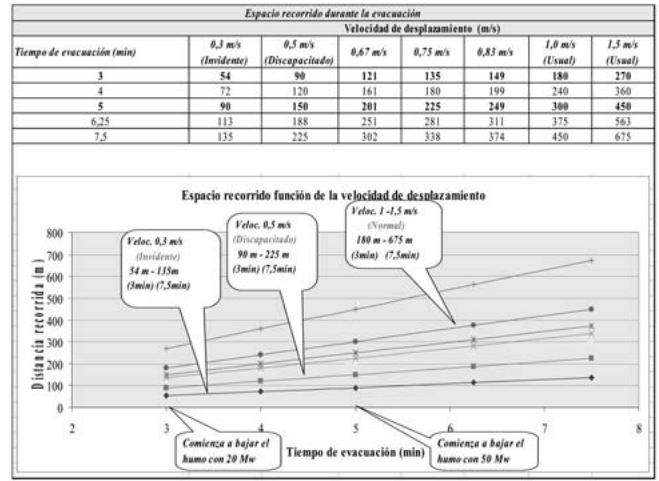 Espacio recorrido durante la evacuación
Velocidad de desplazamiento (m/s)
Tiempo de evacuación (min) 0,3 m/s (Invidente) 0,5 m/s (Discapacitado) 0,67 m/s 0,75 m/s 0,83 m/s 1,0 m/s (Usual) 1,5 m/s (Usual)
3 54 90 121 135 149 180 270
4 72 120 161 180 199 240 360
5 90 150 201 225 249 300 450
6,25 113 188 251 281 311 375 563
7,5 135 225 302 338 374 450 675
Espacio recorrido función de la velocidad de desplazamiento
Veloc. 0,3 m/s
(Invidente)
54 m - 135m
(3min) (7,5min)
Veloc. 0,5 m/s
(Discapacitado)
90 m - 225 m
(3min) (7,5min)
Veloc. 1 -1,5 m/s
(Normal)
180 m - 675 m
(3min) (7,5min)
Distancia recorrida (m)
800
700
600
500
400
300
200
100
0
2 3 4 5 6 7 8
Tiempo de evacuación (min)
Comienza a bajar el
humo con 20 Mw
Comienza a bajar el
humo con 50 Mw